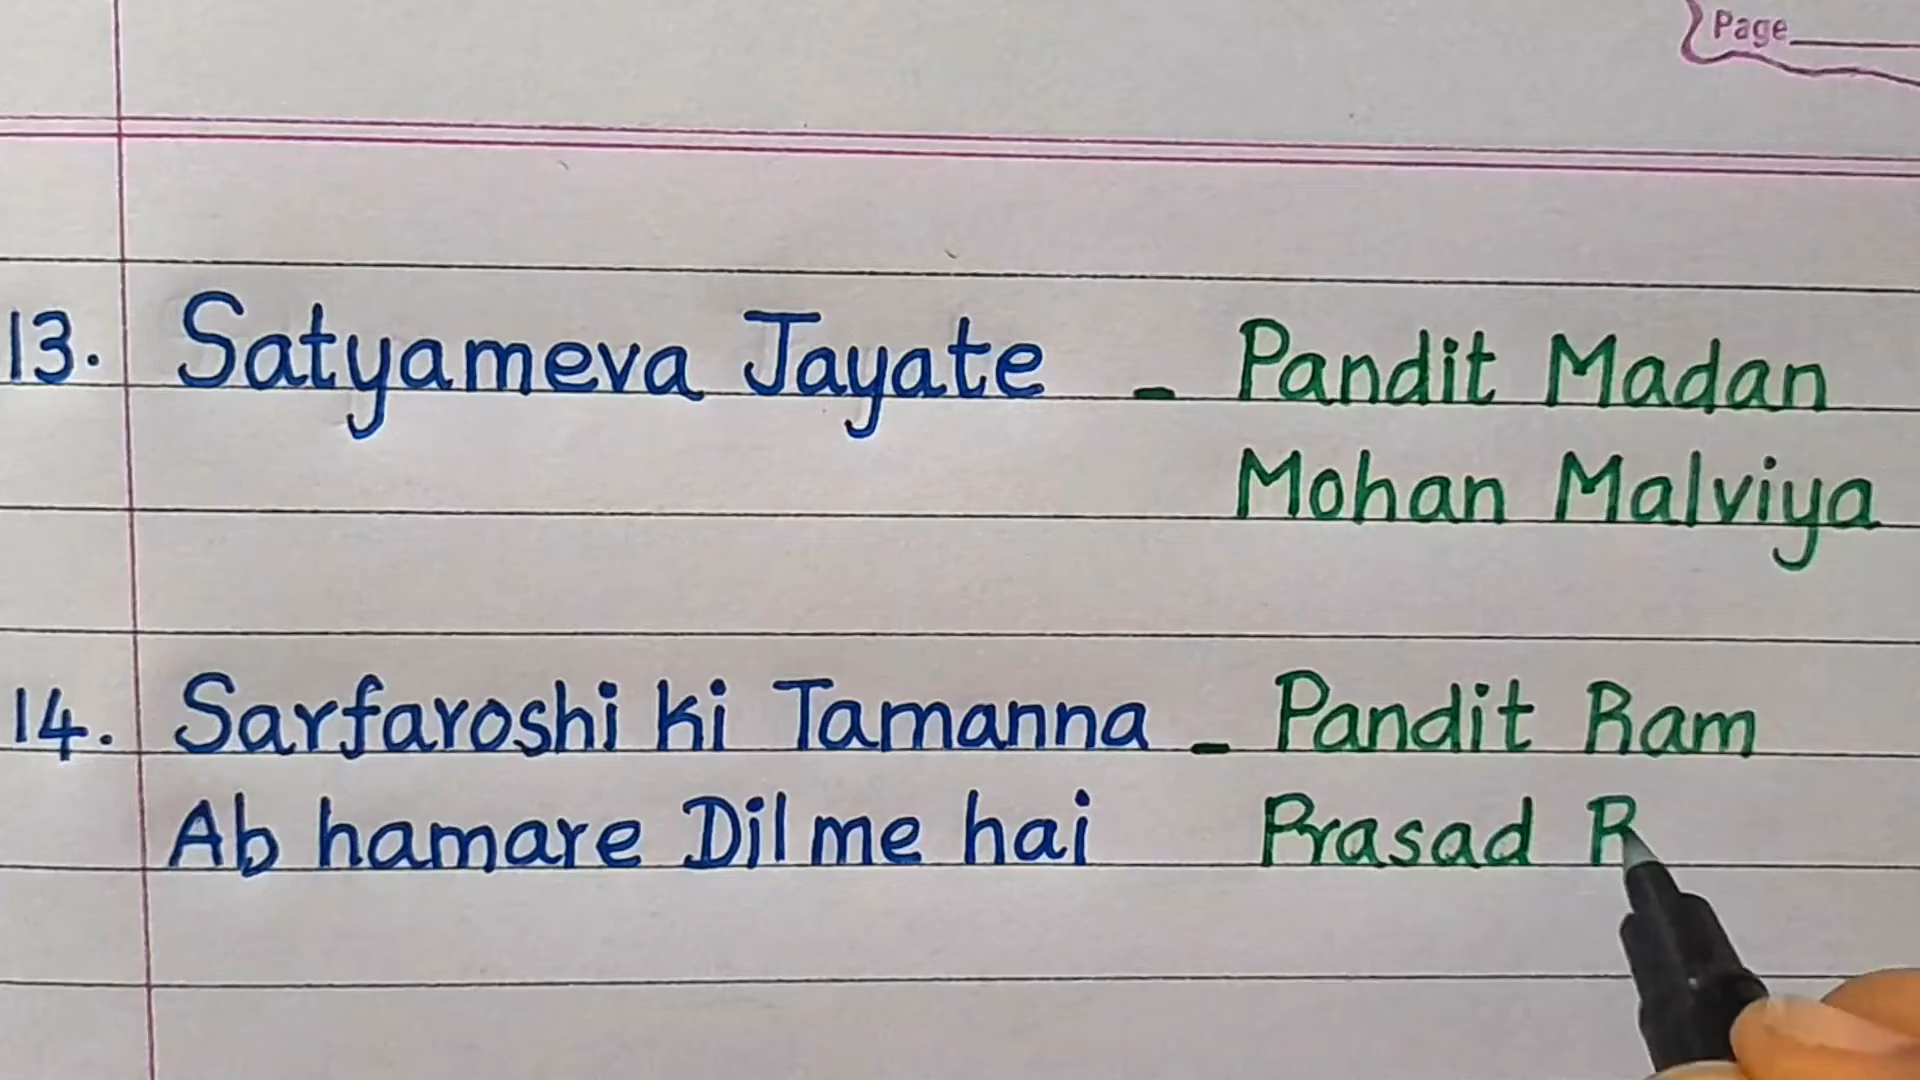 Page
13. Satyameva Jayate - Pandit Madan
Mohan Malviya
14. Sarfaroshi ki Tamanna - Pandit Ram
Ab hamare Dil me hai Prasad